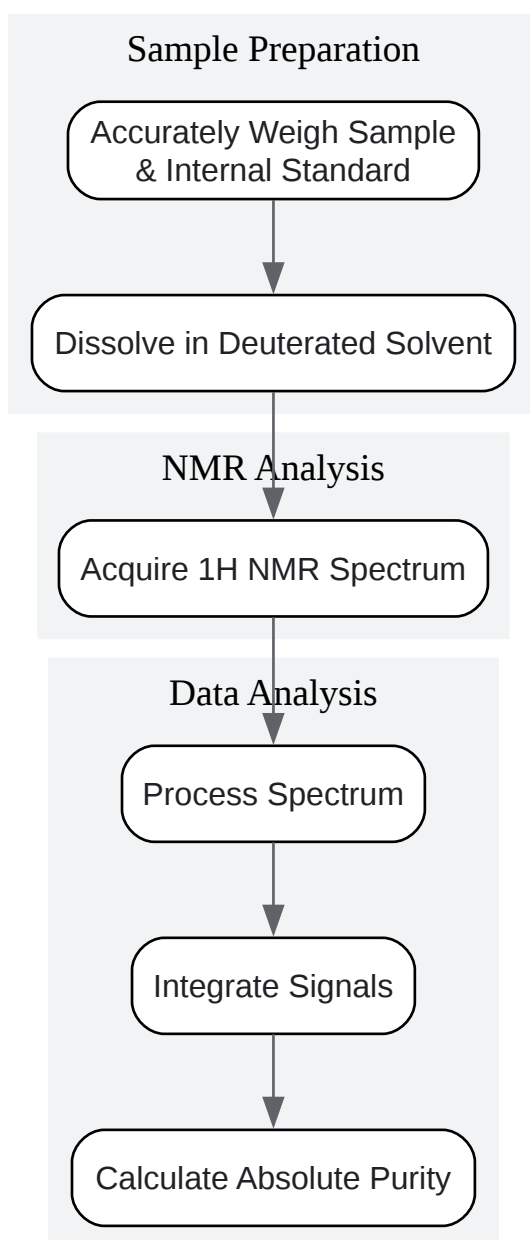 Sample Preparation
Accurately Weigh Sample
& Internal Standard
Dissolve in Deuterated Solvent
NMR Analysis
Acquire 1H NMR Spectrum
Data Analysis
Process Spectrum
Integrate Signals
Calculate Absolute Purity